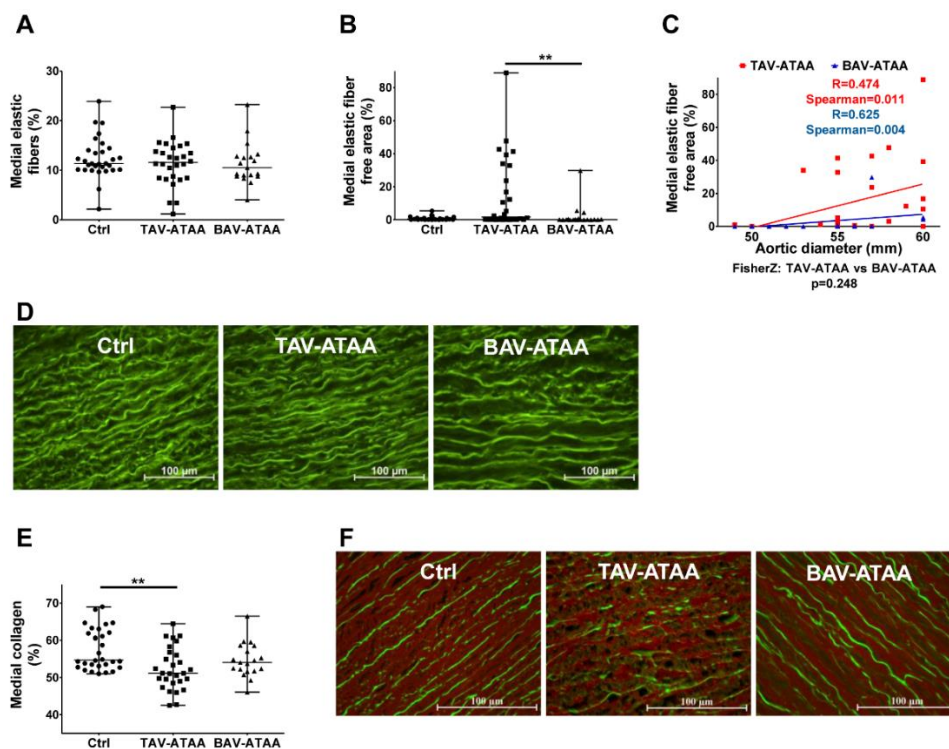 A
Medial elastic
fibers (%)
30
20
10
0
Ctrl TAV-ATAA BAV-ATAA
B
Medial elastic fiber
free area (%)
80
60
40
20
0
**
Ctrl TAV-ATAA BAV-ATAA
C
TAV-ATAA BAV-ATAA
R=0.474
Spearman=0.011
R=0.625
Spearman=0.004
Medial elastic fiber
free area (%)
80
60
40
20
0
50 55 60
Aortic diameter (mm)
FisherZ: TAV-ATAA vs BAV-ATAA
p=0.248
D
Ctrl
100 µm
TAV-ATAA
100 µm
BAV-ATAA
100 µm
E
Medial collagen
(%)
70
60
50
40
**
Ctrl TAV-ATAA BAV-ATAA
F
Ctrl
100 µm
TAV-ATAA
100 µm
BAV-ATAA
100 µm